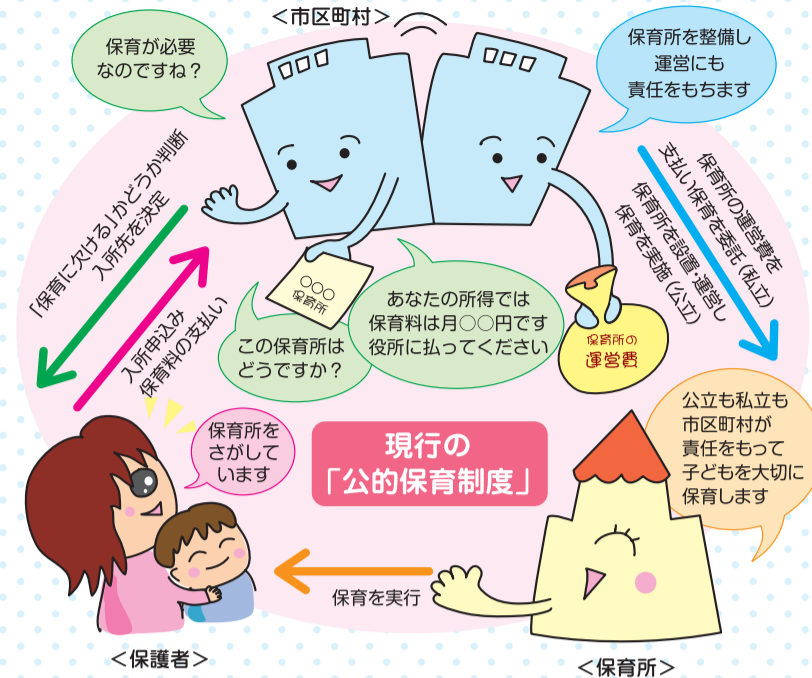 ＜市区町村＞
保育が必要
なのですね？
保育所を整備し
運営にも
責任をもちます
「保育に欠ける」かどうか判断
入所先を決定
入所申込み
保育料の支払い
保育所の運営費を
支払い保育を委託（私立）
保育所を設置・運営し
保育を実施（公立）
○○○
保育所
この保育所は
どうですか？
あなたの所得では
保育料は月○○円です
役所に払ってください
保育所の
運営費
保育所を
さがして
います
現行の
「公的保育制度」
公立も私立も
市区町村が
責任をもって
子どもを大切に
保育します
保育を実行
＜保護者＞
＜保育所＞